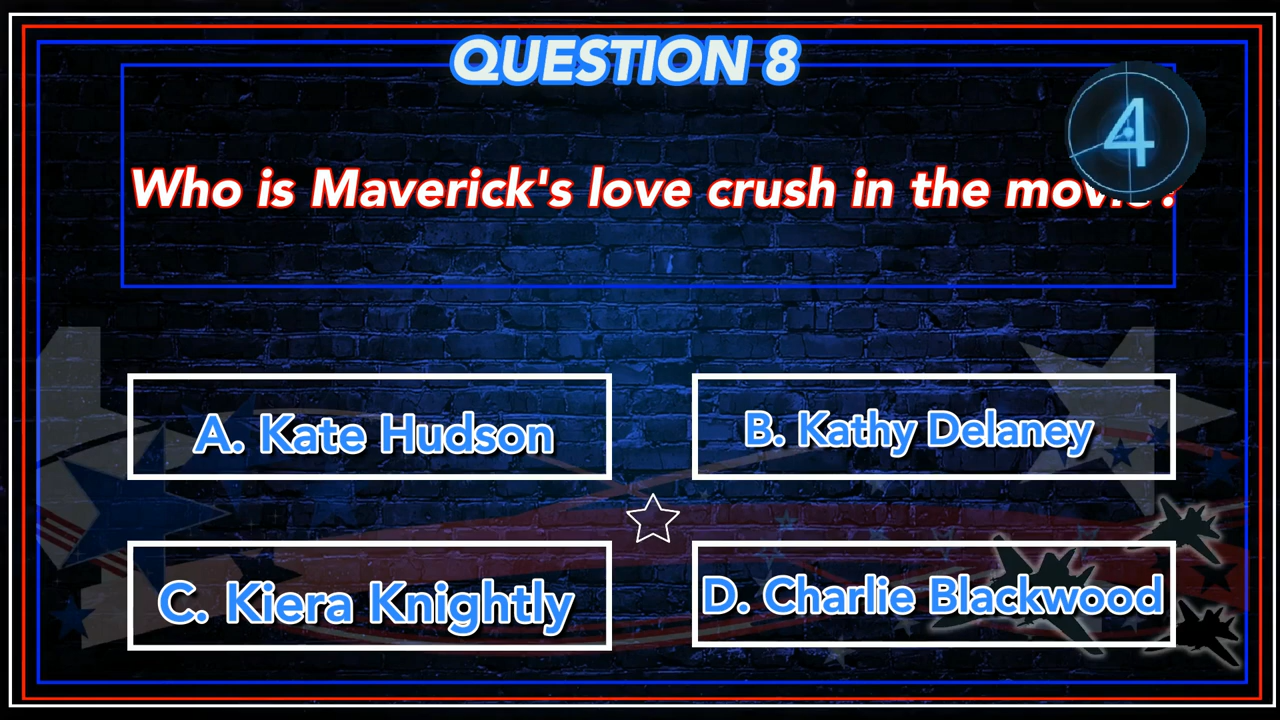 QUESTION 8
4
Who is Maverick's love crush in the movie?
A. Kate Hudson
B. Kathy Delaney
C. Kiera Knightly
D. Charlie Blackwood